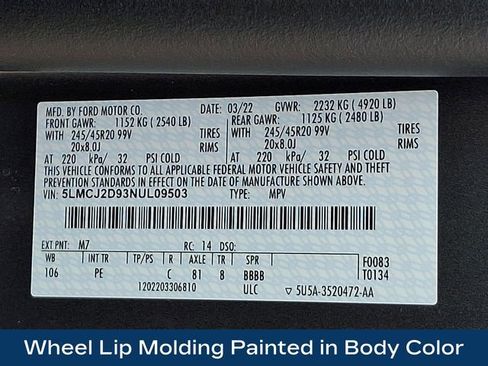 MFD. BY FORD MOTOR CO. DATE: 03/22 GVWR: 2232 KG ( 4920 LB)
FRONT GAWR: 1152 KG ( 2540 LB) REAR GAWR: 1125 KG ( 2480 LB)
WITH 245/45R20 99V TIRES WITH 245/45R20 99V TIRES
20x8.0J RIMS 20x8.0J RIMS
AT 220 kPa/ 32 PSI COLD AT 220 kPa/ 32 PSI COLD
THIS VEHICLE CONFORMS TO ALL APPLICABLE FEDERAL MOTOR VEHICLE SAFETY AND
THEFT PREVENTION STANDARDS IN EFFECT ON THE DATE OF MANUFACTURE SHOWN ABOVE.
VIN: 5LMCJ2D93NUL09503 TYPE: MPV
EXT PNT: M7 RC: 14 DSO:
WB INT TR TP/PS R AXLE TR SPR F0083
106 PE C 81 8 BBBB T0134
1202203306810 ULC ▽ 5U5A-3520472-AA
Wheel Lip Molding Painted in Body Color